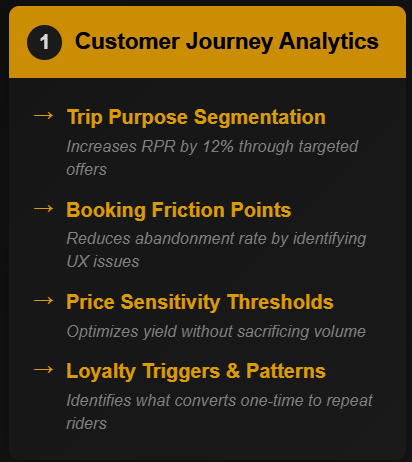 1 Customer Journey Analytics
→ Trip Purpose Segmentation
Increases RPR by 12% through targeted
offers
→ Booking Friction Points
Reduces abandonment rate by identifying
UX issues
→ Price Sensitivity Thresholds
Optimizes yield without sacrificing volume
→ Loyalty Triggers & Patterns
Identifies what converts one-time to repeat
riders